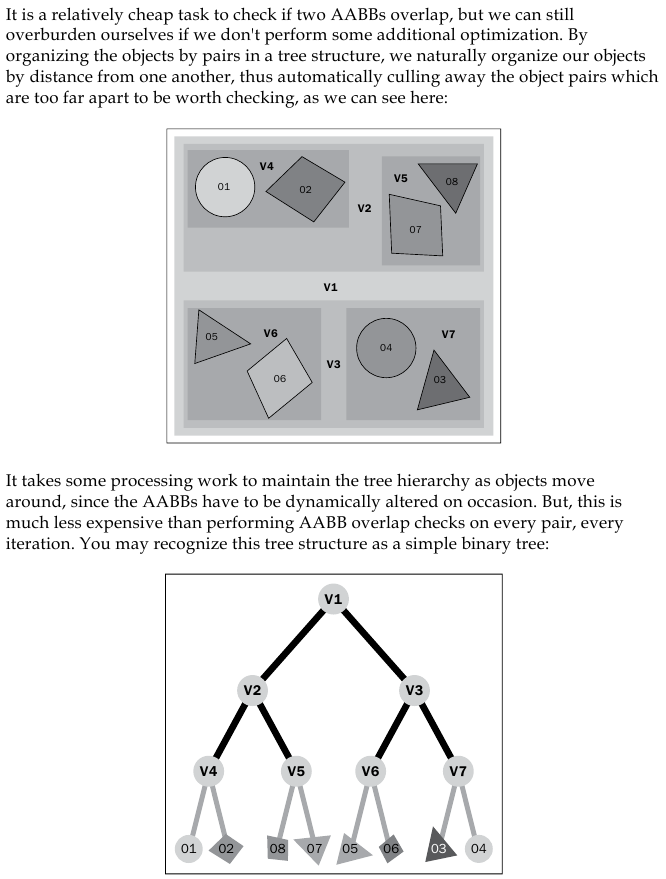 It is a relatively cheap task to check if two AABBs overlap, but we can still
overburden ourselves if we don't perform some additional optimization. By
organizing the objects by pairs in a tree structure, we naturally organize our objects
by distance from one another, thus automatically culling away the object pairs which
are too far apart to be worth checking, as we can see here:
01
V4
02
V2
V5
08
07
V1
05
V6
06
V3
04
V7
03
It takes some processing work to maintain the tree hierarchy as objects move
around, since the AABBs have to be dynamically altered on occasion. But, this is
much less expensive than performing AABB overlap checks on every pair, every
iteration. You may recognize this tree structure as a simple binary tree:
V1
V2 V3
V4 V5 V6 V7
01 02 08 07 05 06 03 04